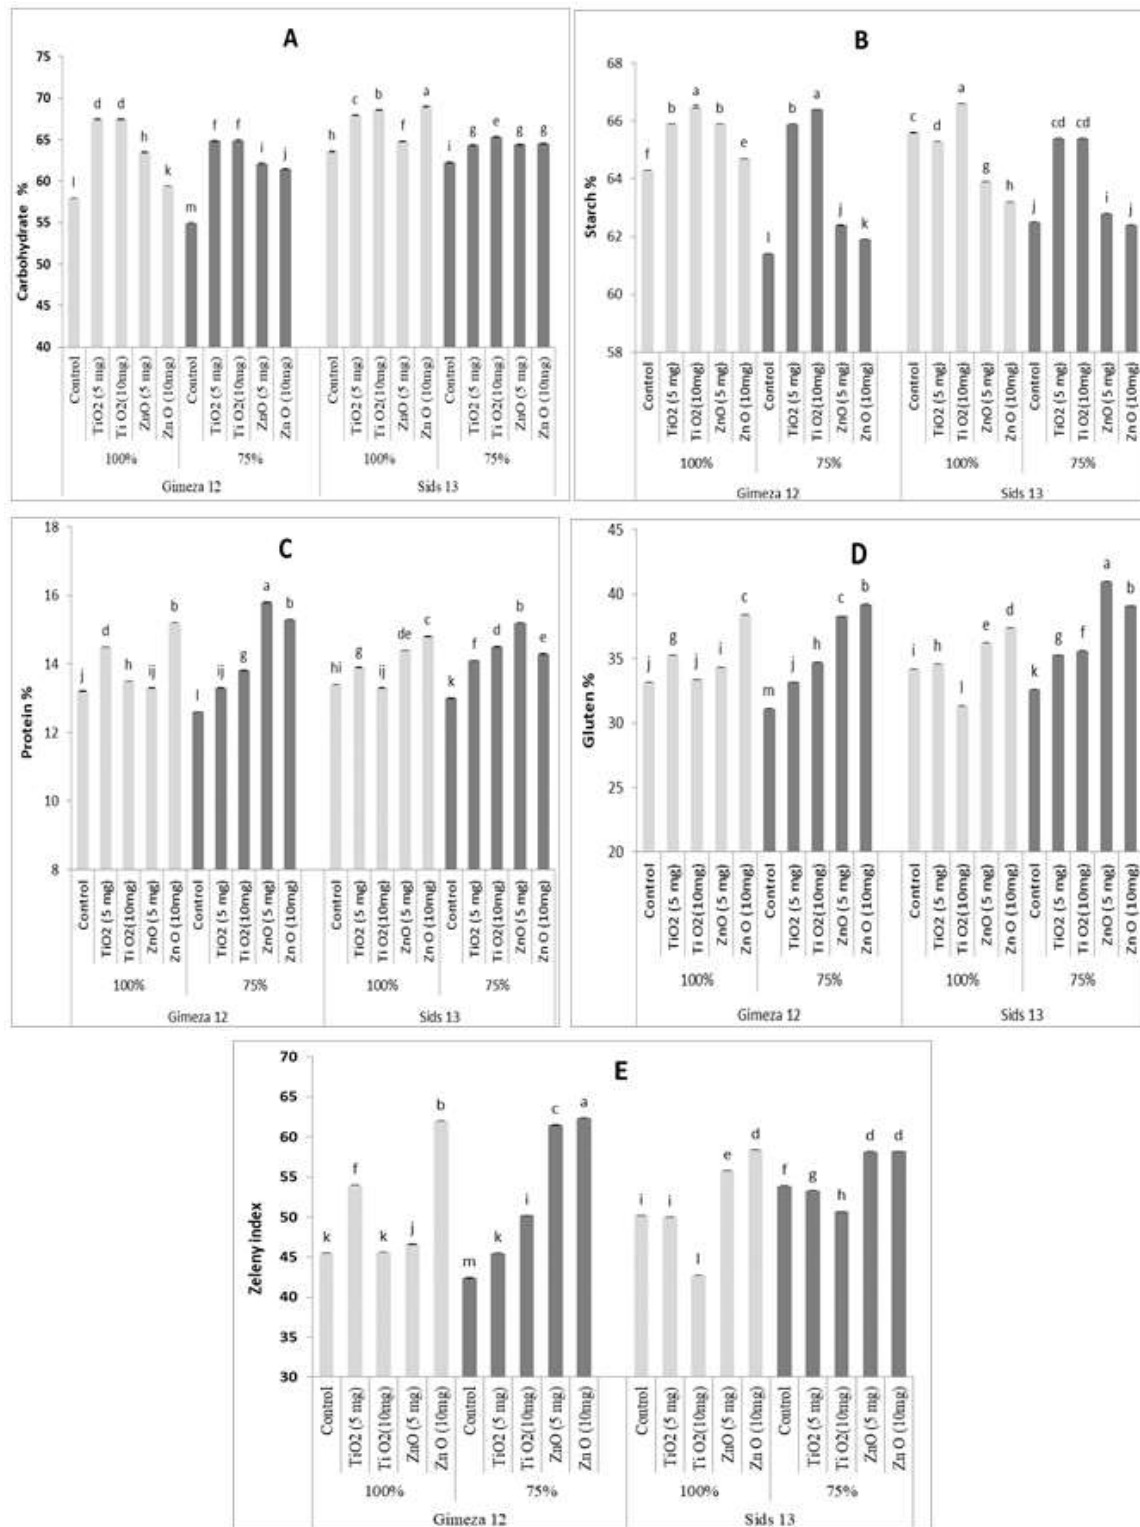 A
75
70
65
60
55
50
45
40
Carbohydrate %
l d d h k m f f i j h c b f a i g e g g
Control TiO2 (5 mg) Ti O2(10mg) ZnO (5 mg) Zn O (10mg) Control TiO2 (5 mg) Ti O2(10mg) ZnO (5 mg) Zn O (10mg) Control TiO2 (5 mg) Ti O2(10mg) ZnO (5 mg) Zn O (10mg) Control TiO2 (5 mg) Ti O2(10mg) ZnO (5 mg) Zn O (10mg)
100% 75% 100% 75%
Gimeza 12 Sids 13
B
68
66
64
62
60
58
Starch %
f b a b e l b a j k c d a g h j cd cd i j
Control TiO2 (5 mg) Ti O2(10mg) ZnO (5 mg) Zn O (10mg) Control TiO2 (5 mg) Ti O2(10mg) ZnO (5 mg) Zn O (10mg) Control TiO2 (5 mg) Ti O2(10mg) ZnO (5 mg) Zn O (10mg) Control TiO2 (5 mg) Ti O2(10mg) ZnO (5 mg) Zn O (10mg)
100% 75% 100% 75%
Gimeza 12 Sids 13
C
18
16
14
12
10
8
Protein %
j d h ij b l ij g a b hi g ij de c k f d b e
Control TiO2 (5 mg) Ti O2(10mg) ZnO (5 mg) Zn O (10mg) Control TiO2 (5 mg) Ti O2(10mg) ZnO (5 mg) Zn O (10mg) Control TiO2 (5 mg) Ti O2(10mg) ZnO (5 mg) Zn O (10mg) Control TiO2 (5 mg) Ti O2(10mg) ZnO (5 mg) Zn O (10mg)
100% 75% 100% 75%
Gimeza 12 Sids 13
D
45
40
35
30
25
20
Gluten %
j g j i c m j h c b i h l e d k g f a b
Control TiO2 (5 mg) Ti O2(10mg) ZnO (5 mg) Zn O (10mg) Control TiO2 (5 mg) Ti O2(10mg) ZnO (5 mg) Zn O (10mg) Control TiO2 (5 mg) Ti O2(10mg) ZnO (5 mg) Zn O (10mg) Control TiO2 (5 mg) Ti O2(10mg) ZnO (5 mg) Zn O (10mg)
100% 75% 100% 75%
Gimeza 12 Sids 13
E
70
65
60
55
50
45
40
35
30
Zeleny index
k f k j b m k i c a i i l e d f g h d d
Control TiO2 (5 mg) Ti O2(10mg) ZnO (5 mg) Zn O (10mg) Control TiO2 (5 mg) Ti O2(10mg) ZnO (5 mg) Zn O (10mg) Control TiO2 (5 mg) Ti O2(10mg) ZnO (5 mg) Zn O (10mg) Control TiO2 (5 mg) Ti O2(10mg) ZnO (5 mg) Zn O (10mg)
100% 75% 100% 75%
Gimeza 12 Sids 13